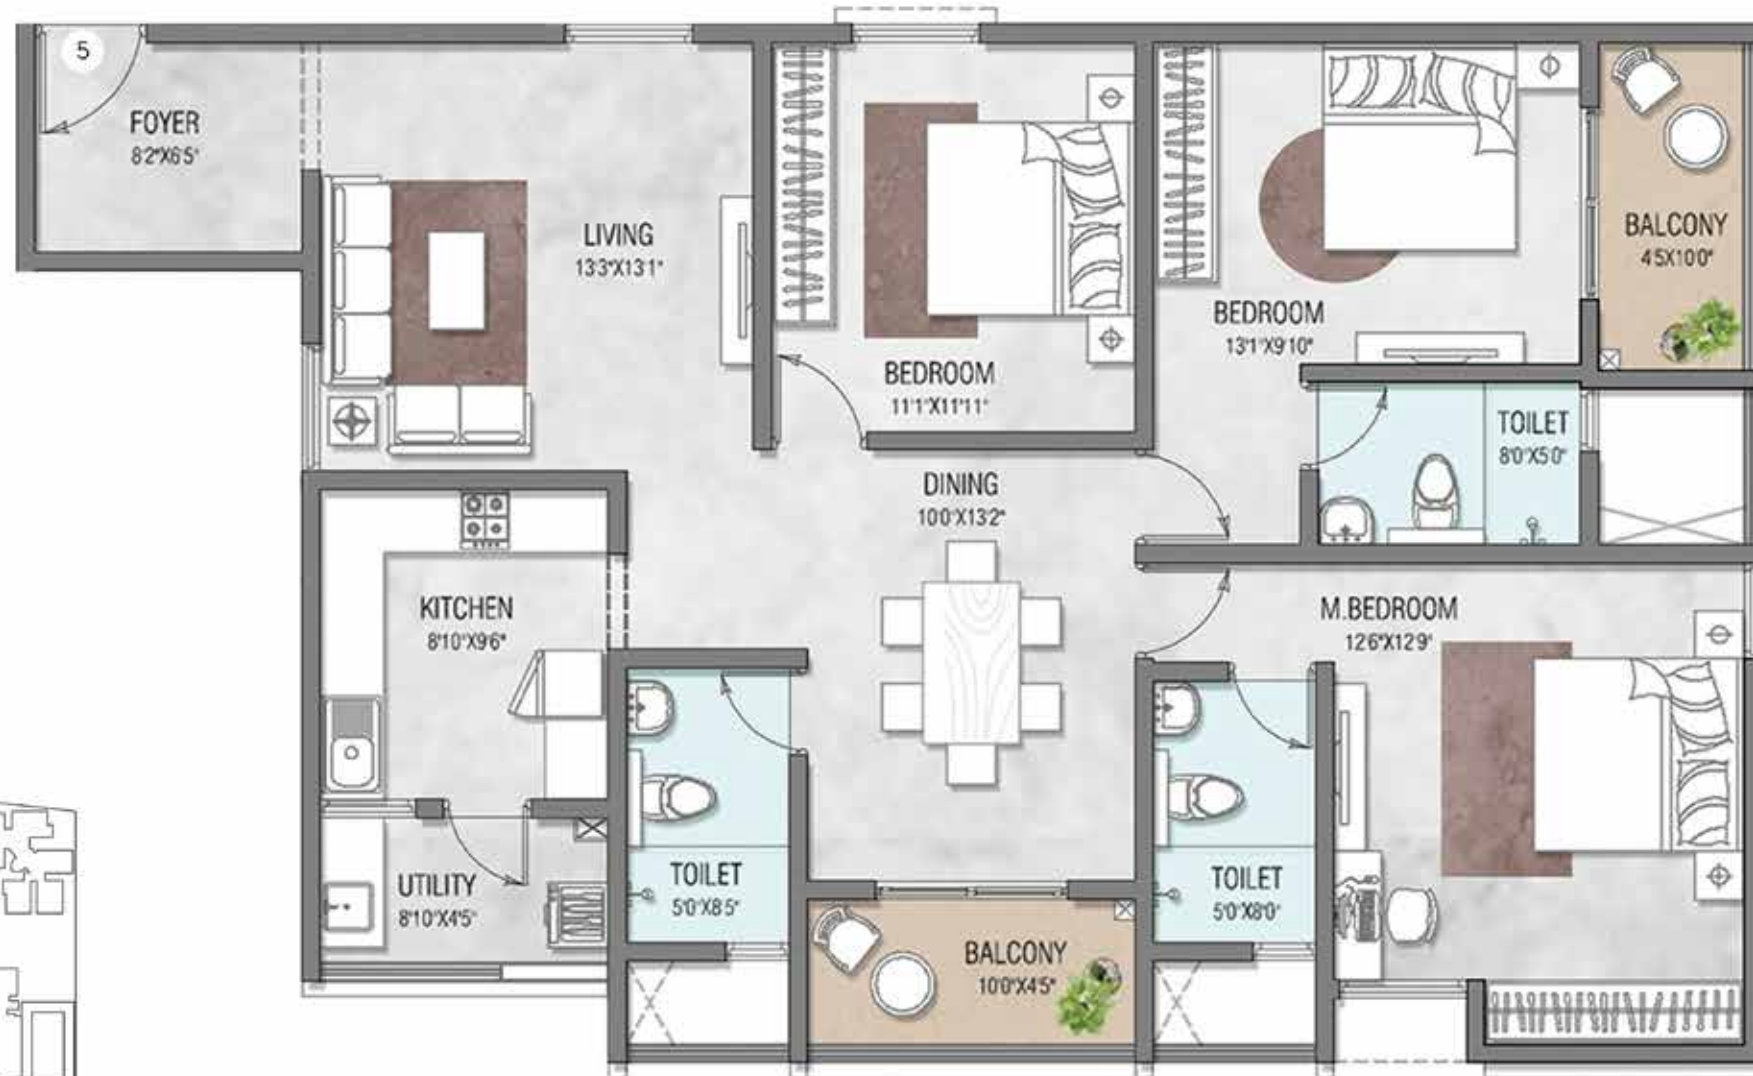 5
FOYER
8'2"X6'5"
LIVING
13'3"X13'1"
BEDROOM
11'1"X11'11"
BEDROOM
13'1"X9'10"
BALCONY
4'5X10'0"
TOILET
8'0"X5'0"
DINING
10'0"X13'2"
KITCHEN
8'10"X9'6"
M.BEDROOM
12'6"X12'9"
UTILITY
8'10"X4'5"
TOILET
5'0"X8'5"
BALCONY
10'0"X4'5"
TOILET
5'0"X8'0"